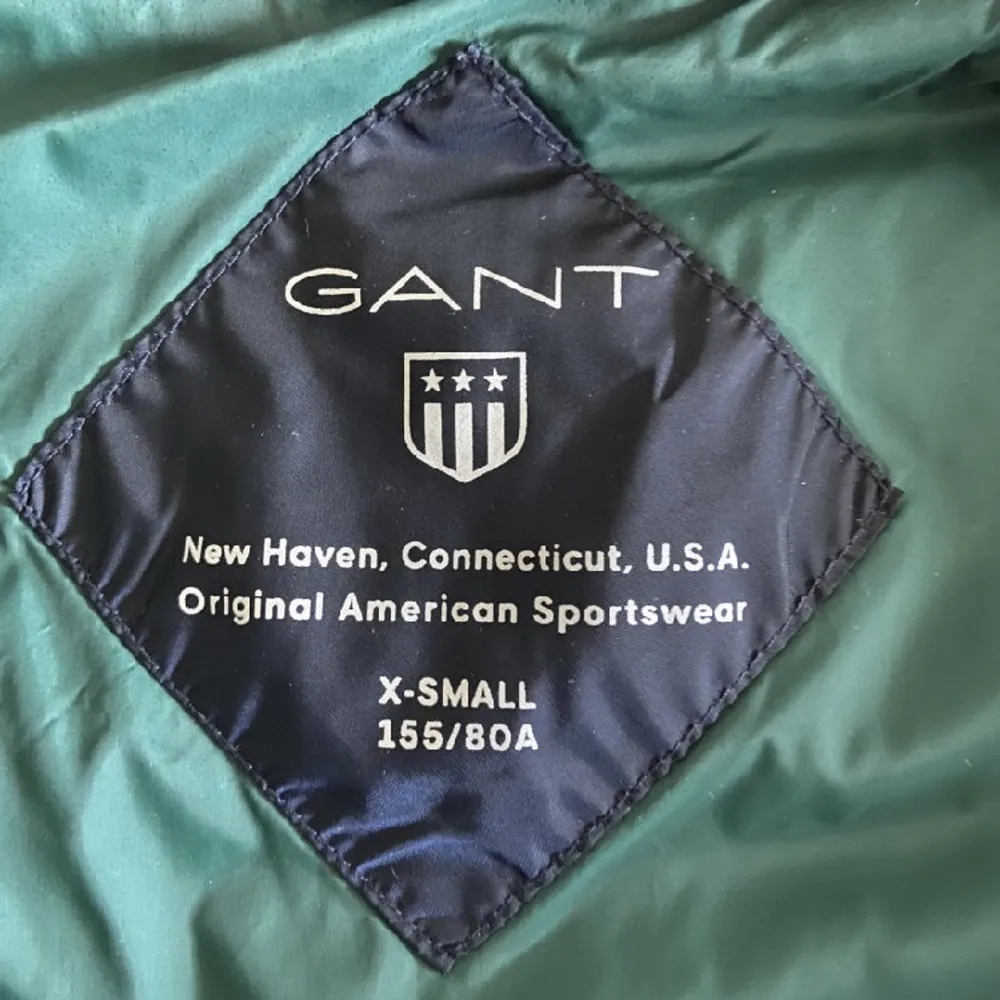 GANT
New Haven, Connecticut, U.S.A.
Original American Sportswear
X-SMALL
155/80A